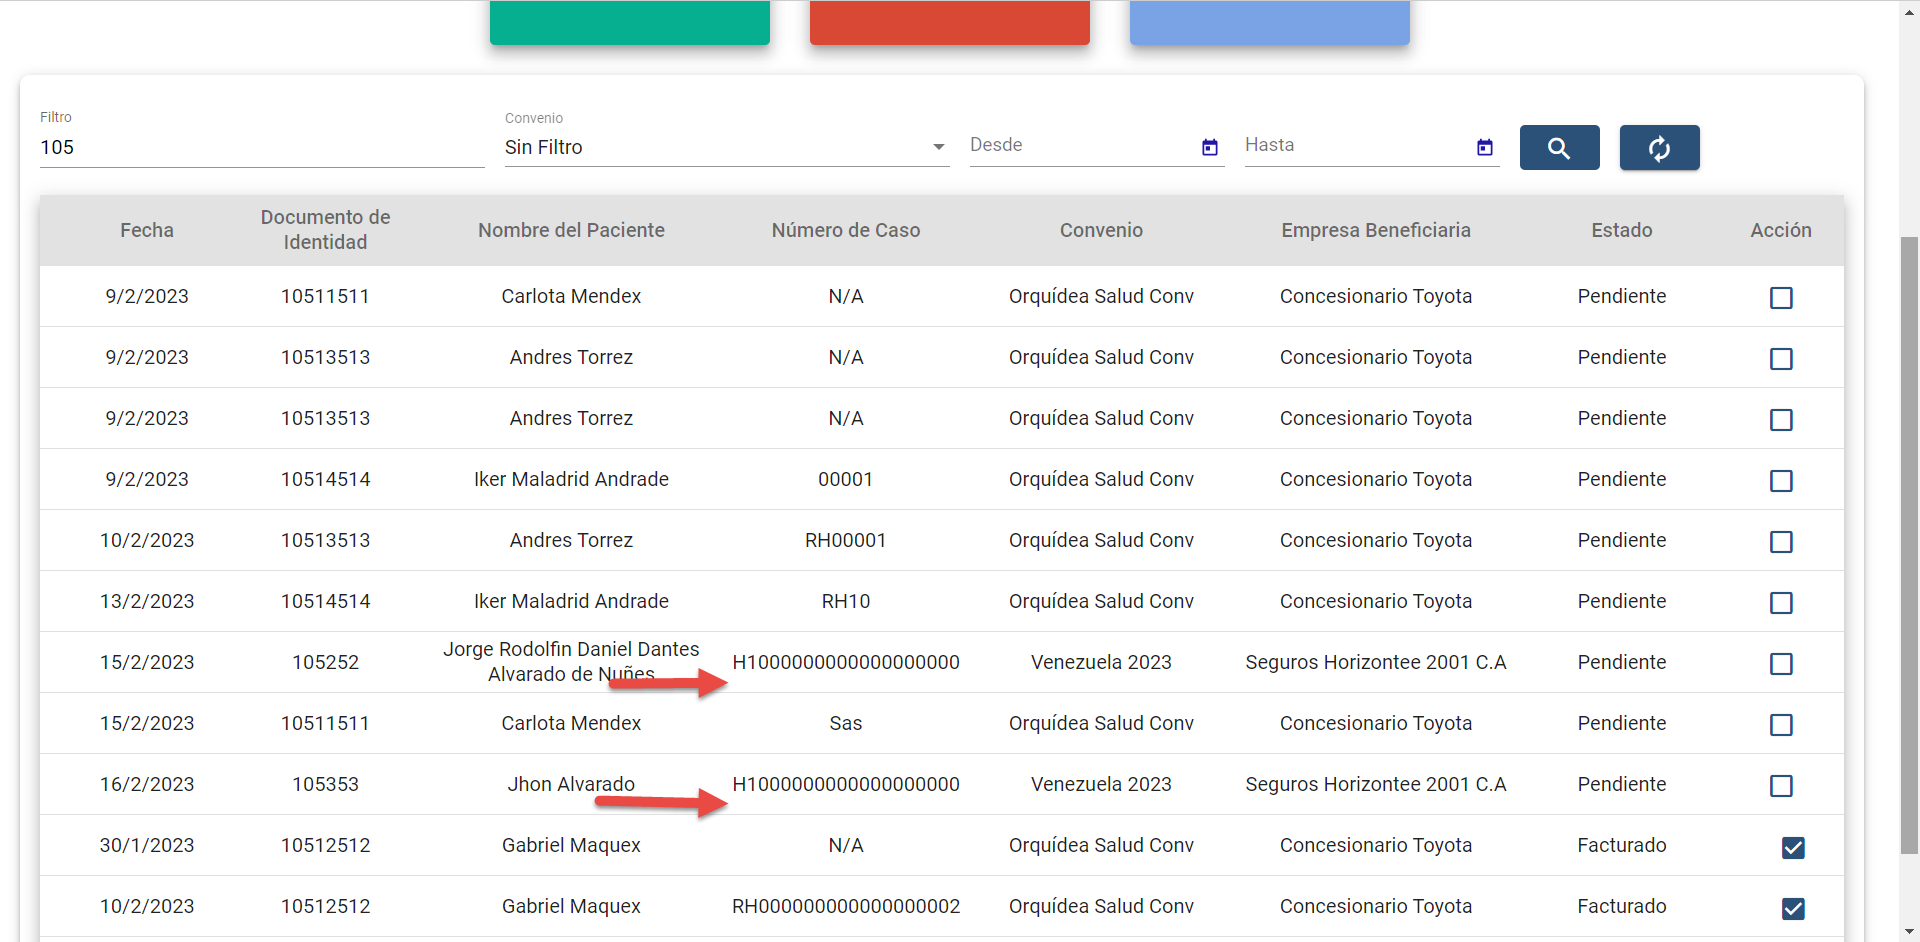 Filtro
105
Convenio
Sin Filtro
Desde
Hasta
Fecha
Documento de
Identidad
Nombre del Paciente
Número de Caso
Convenio
Empresa Beneficiaria
Estado
Acción
9/2/2023 10511511 Carlota Mendex N/A Orquídea Salud Conv Concesionario Toyota Pendiente
9/2/2023 10513513 Andres Torrez N/A Orquídea Salud Conv Concesionario Toyota Pendiente
9/2/2023 10513513 Andres Torrez N/A Orquídea Salud Conv Concesionario Toyota Pendiente
9/2/2023 10514514 Iker Maladrid Andrade 00001 Orquídea Salud Conv Concesionario Toyota Pendiente
10/2/2023 10513513 Andres Torrez RH00001 Orquídea Salud Conv Concesionario Toyota Pendiente
13/2/2023 10514514 Iker Maladrid Andrade RH10 Orquídea Salud Conv Concesionario Toyota Pendiente
15/2/2023 105252 Jorge Rodolfin Daniel Dantes
Alvarado de Nuñes H1000000000000000000 Venezuela 2023 Seguros Horizontee 2001 C.A Pendiente
15/2/2023 10511511 Carlota Mendex Sas Orquídea Salud Conv Concesionario Toyota Pendiente
16/2/2023 105353 Jhon Alvarado H1000000000000000000 Venezuela 2023 Seguros Horizontee 2001 C.A Pendiente
30/1/2023 10512512 Gabriel Maquex N/A Orquídea Salud Conv Concesionario Toyota Facturado
10/2/2023 10512512 Gabriel Maquex RH000000000000000002 Orquídea Salud Conv Concesionario Toyota Facturado